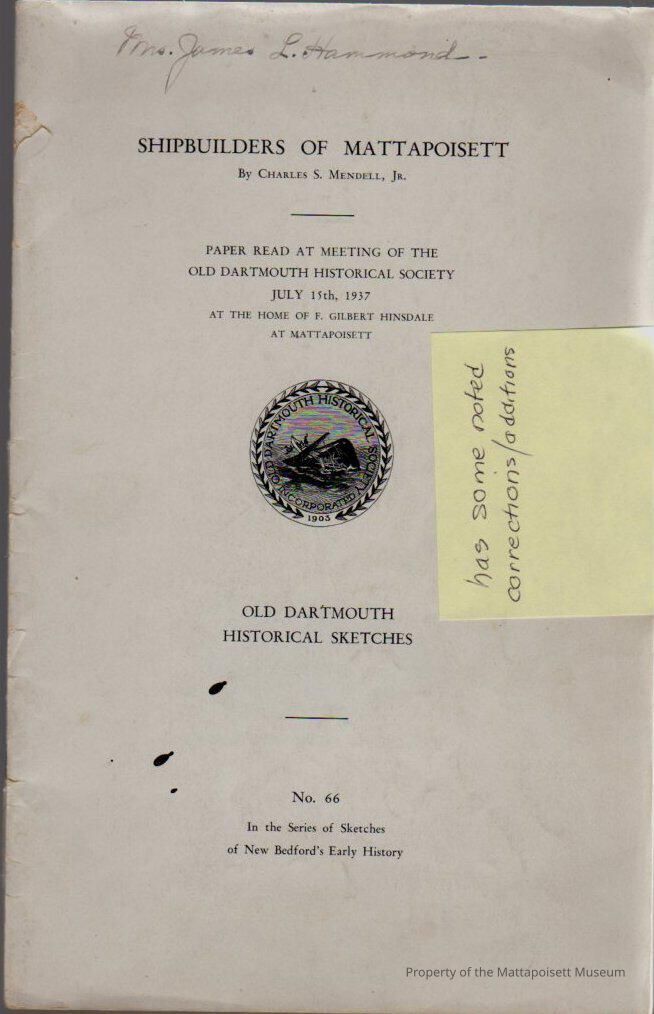 Mrs. James L. Hammond -
SHIPBUILDERS OF MATTAPOISETT
By CHARLES S. MENDELL, JR.
PAPER READ AT MEETING OF THE
OLD DARTMOUTH HISTORICAL SOCIETY
JULY 15th, 1937
AT THE HOME OF F. GILBERT HINSDALE
AT MATTAPOISETT
has some noted
corrections/additions
OLD DARTMOUTH HISTORICAL SOCIETY
INCORPORATED
1903
OLD DARTMOUTH
HISTORICAL SKETCHES
No. 66
In the Series of Sketches
of New Bedford's Early History
Property of the Mattapoisett Museum